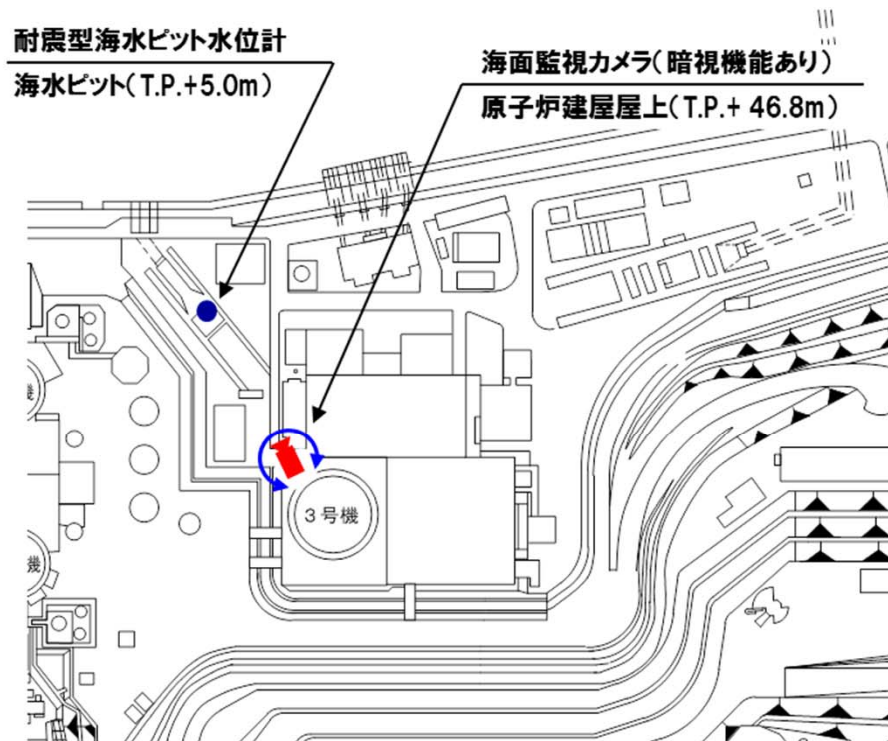 耐震型海水ピット水位計
海水ピット(T.P.+5.0m)
海面監視カメラ(暗視機能あり)
原子炉建屋屋上(T.P.+ 46.8m)
3号機
機
機